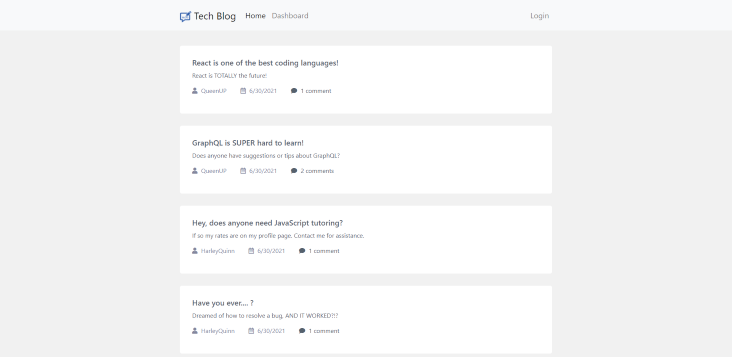 Tech Blog Home Dashboard Login
React is one of the best coding languages!
React is TOTALLY the future!
QueenUP 6/30/2021 1 comment
GraphQL is SUPER hard to learn!
Does anyone have suggestions or tips about GraphQL?
QueenUP 6/30/2021 2 comments
Hey, does anyone need JavaScript tutoring?
If so my rates are on my profile page. Contact me for assistance.
HarleyQuinn 6/30/2021 1 comment
Have you ever.... ?
Dreamed of how to resolve a bug, AND IT WORKED?!?
HarleyQuinn 6/30/2021 1 comment